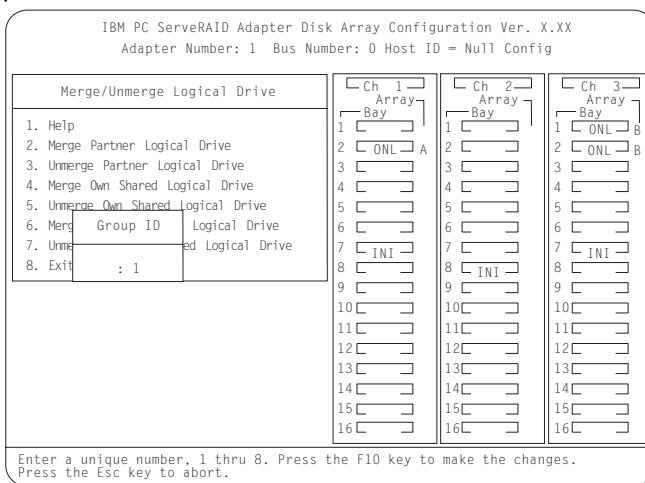 IBM PC ServeRAID Adapter Disk Array Configuration Ver. X.XX
Adapter Number: 1 Bus Number: 0 Host ID = Null Config
Merge/Unmerge Logical Drive
1. Help
2. Merge Partner Logical Drive
3. Unmerge Partner Logical Drive
4. Merge Own Shared Logical Drive
5. Unmerge Own Shared Logical Drive
6. Merg Logical Drive
7. Unme ed Logical Drive
8. Exit
Group ID
: 1
Ch 1
Array
Bay
1
2 ONL A
3
4
5
6
7 INI
8
9
10
11
12
13
14
15
16
Ch 2
Array
Bay
1
2
3
4
5
6
7
8 INI
9
10
11
12
13
14
15
16
Ch 3
Array
Bay
1 ONL B
2 ONL B
3
4
5
6
7 INI
8
9
10
11
12
13
14
15
16
Enter a unique number, 1 thru 8. Press the F10 key to make the changes.
Press the Esc key to abort.